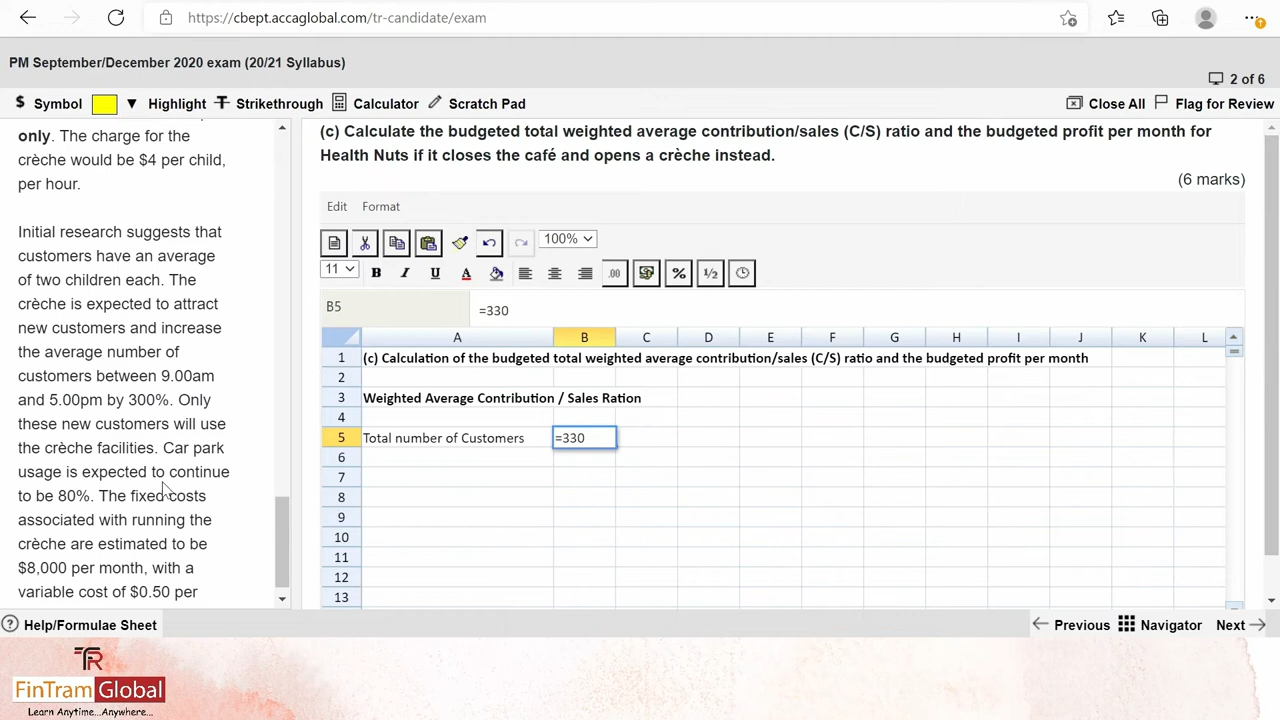 https://cbept.accaglobal.com/tr-candidate/exam
PM September/December 2020 exam (20/21 Syllabus)
2 of 6
$ Symbol Highlight T Strikethrough Calculator Scratch Pad Close All Flag for Review
only. The charge for the
crèche would be $4 per child,
per hour.
Initial research suggests that
customers have an average
of two children each. The
crèche is expected to attract
new customers and increase
the average number of
customers between 9.00am
and 5.00pm by 300%. Only
these new customers will use
the crèche facilities. Car park
usage is expected to continue
to be 80%. The fixed costs
associated with running the
crèche are estimated to be
$8,000 per month, with a
variable cost of $0.50 per
(c) Calculate the budgeted total weighted average contribution/sales (C/S) ratio and the budgeted profit per month for
Health Nuts if it closes the café and opens a crèche instead.
(6 marks)
Edit Format
100%
11 B I U A .00 % 1/2
B5 =330
A B C D E F G H I J K L
1 (c) Calculation of the budgeted total weighted average contribution/sales (C/S) ratio and the budgeted profit per month
2
3 Weighted Average Contribution / Sales Ration
4
5 Total number of Customers =330
6
7
8
9
10
11
12
13
? Help/Formulae Sheet Previous Navigator Next
TR
FinTram Global
Learn Anytime...Anywhere...